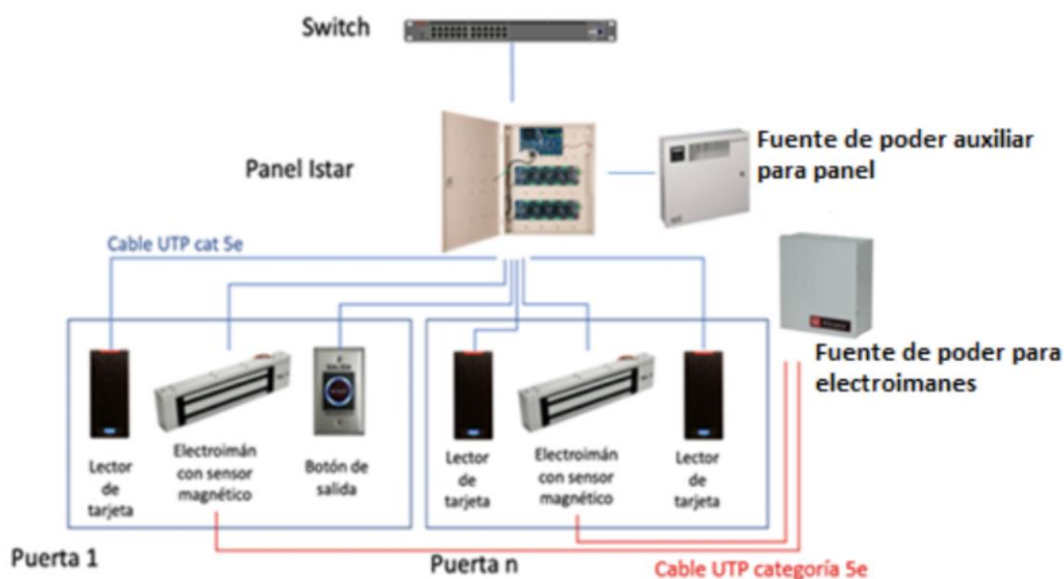 Switch
Fuente de poder auxiliar
para panel
Panel Istar
Cable UTP cat 5e
Fuente de poder para
electroimanes
SALIDA
Lector
de
tarjeta
Electroimán
con sensor
magnético
Botón de
salida
Lector
de
tarjeta
Electroimán
con sensor
magnético
Lector
de
tarjeta
Puerta 1
Puerta n
Cable UTP categoría 5e